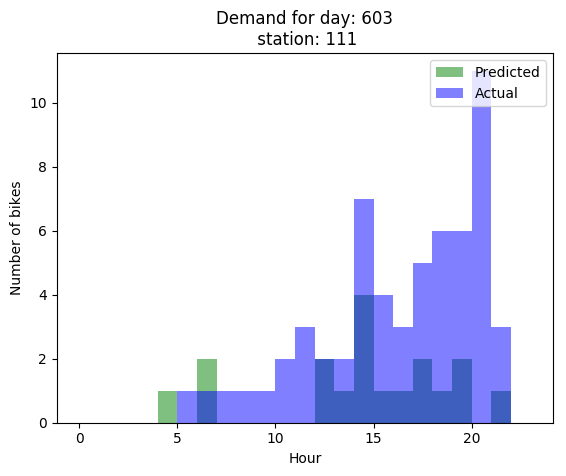 Demand for day: 603
station: 111
Predicted
Actual
Number of bikes
10
8
6
4
2
0
0 5 10 15 20
Hour